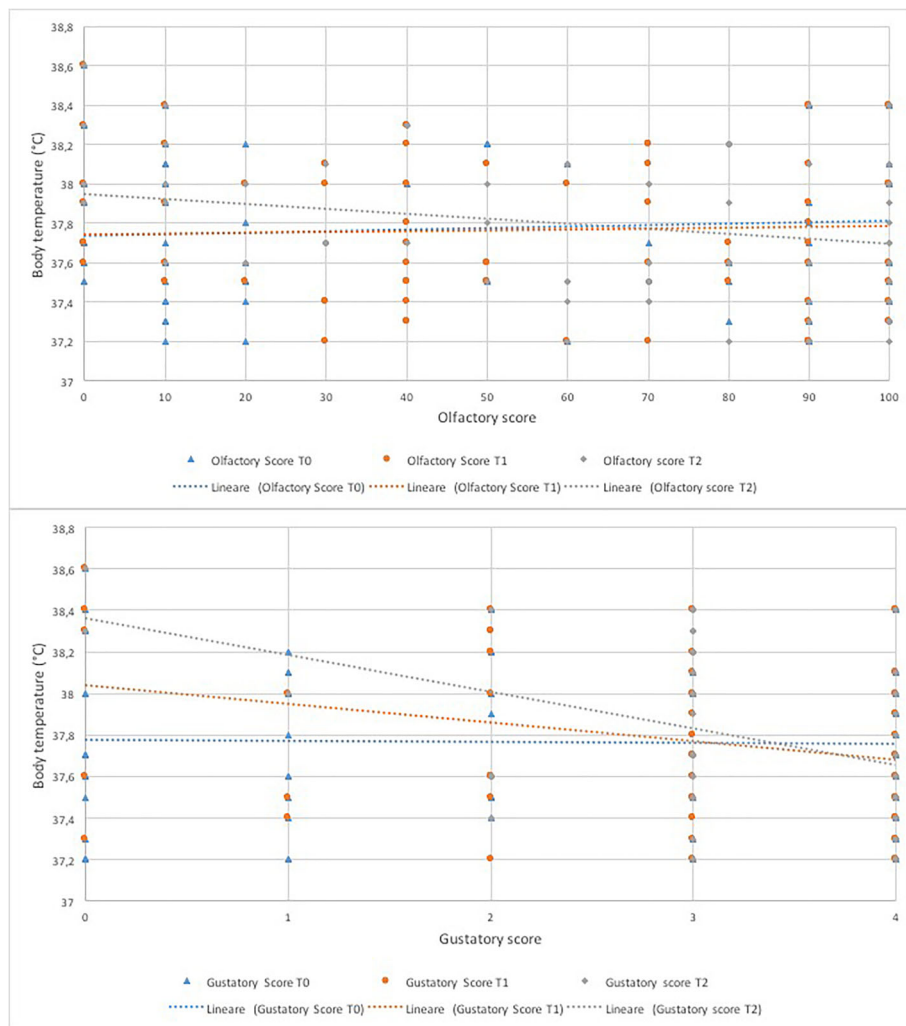 38,8
38,6
38,4
38,2
38
37,8
37,6
37,4
37,2
37
Body temperature (°C)
0 10 20 30 40 50 60 70 80 90 100
Olfactory score
Olfactory Score T0 Olfactory Score T1 Olfactory score T2
Lineare (Olfactory Score T0) Lineare (Olfactory Score T1) Lineare (Olfactory score T2)
38,8
38,6
38,4
38,2
38
37,8
37,6
37,4
37,2
37
Body temperature (°C)
0 1 2 3 4
Gustatory score
Gustatory Score T0 Gustatory Score T1 Gustatory score T2
Lineare (Gustatory Score T0) Lineare (Gustatory Score T1) Lineare (Gustatory score T2)